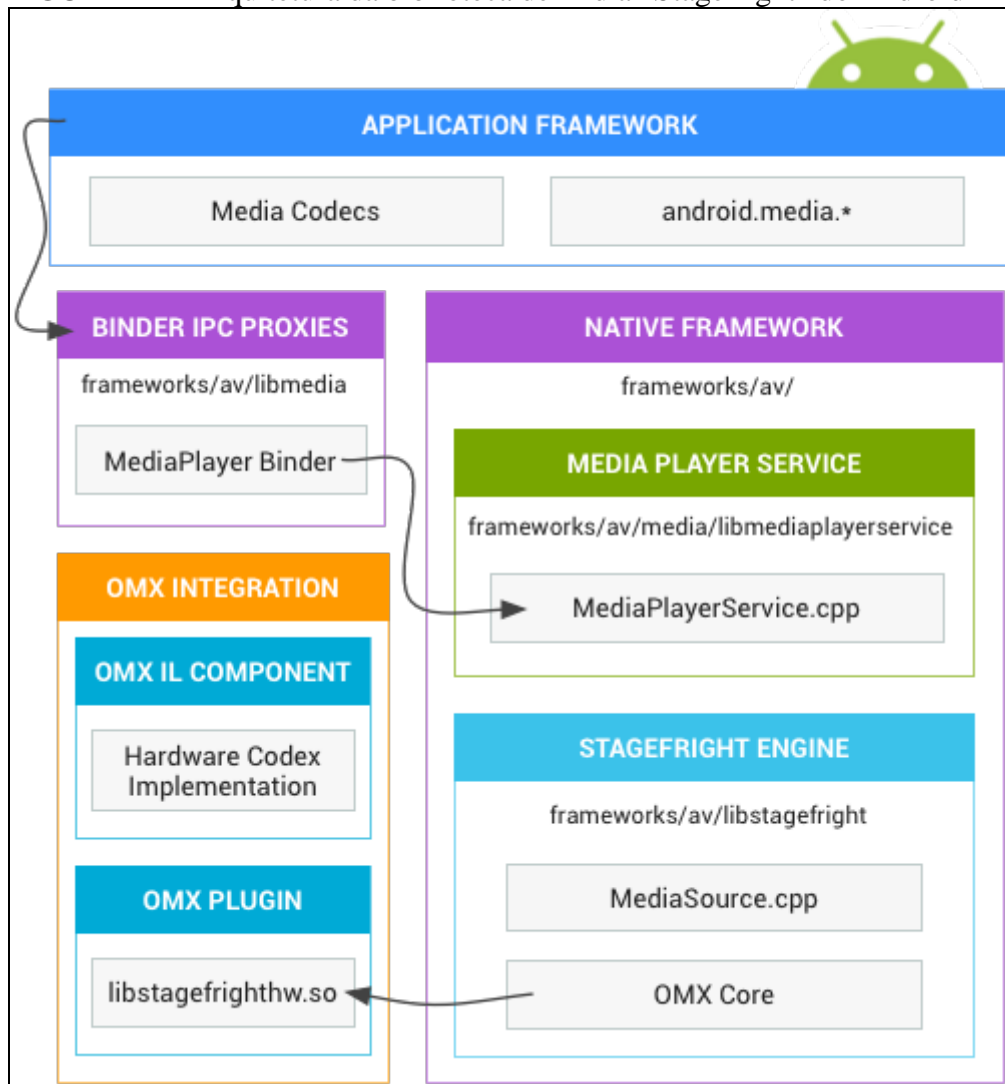 APPLICATION FRAMEWORK
Media Codecs
android.media.*
BINDER IPC PROXIES
frameworks/av/libmedia
MediaPlayer Binder
NATIVE FRAMEWORK
frameworks/av/
MEDIA PLAYER SERVICE
frameworks/av/media/libmediaplayerservice
MediaPlayerService.cpp
OMX INTEGRATION
OMX IL COMPONENT
Hardware Codex
Implementation
OMX PLUGIN
libstagefrighthw.so
STAGEFRIGHT ENGINE
frameworks/av/libstagefright
MediaSource.cpp
OMX Core